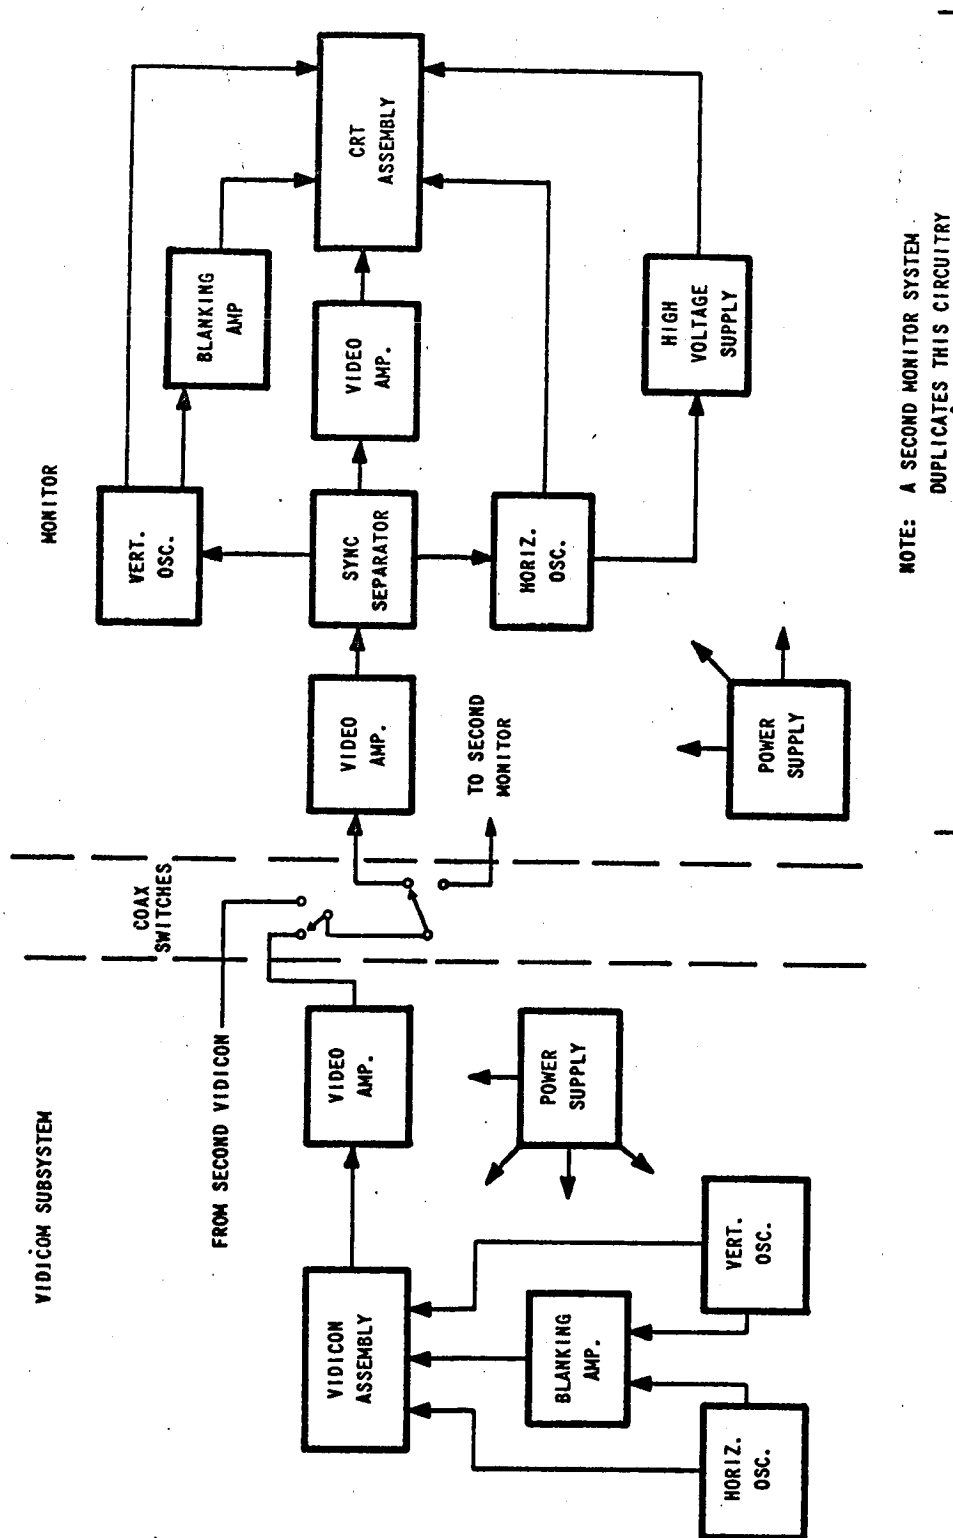 VIDICOM SUBSYSTEM
COAX
SWITCHES
MONITOR
FROM SECOND VIDICON
VIDICON
ASSEMBLY
VIDEO
AMP.
HORIZ.
OSC.
BLANKING
AMP.
VERT.
OSC.
POWER
SUPPLY
TO SECOND
MONITOR
VIDEO
AMP.
SYNC
SEPARATOR
VERT.
OSC.
BLANKING
AMP
VIDEO
AMP.
CRT
ASSEMBLY
HORIZ.
OSC.
HIGH
VOLTAGE
SUPPLY
POWER
SUPPLY
NOTE: A SECOND MONITOR SYSTEM
DUPLICATES THIS CIRCUITRY